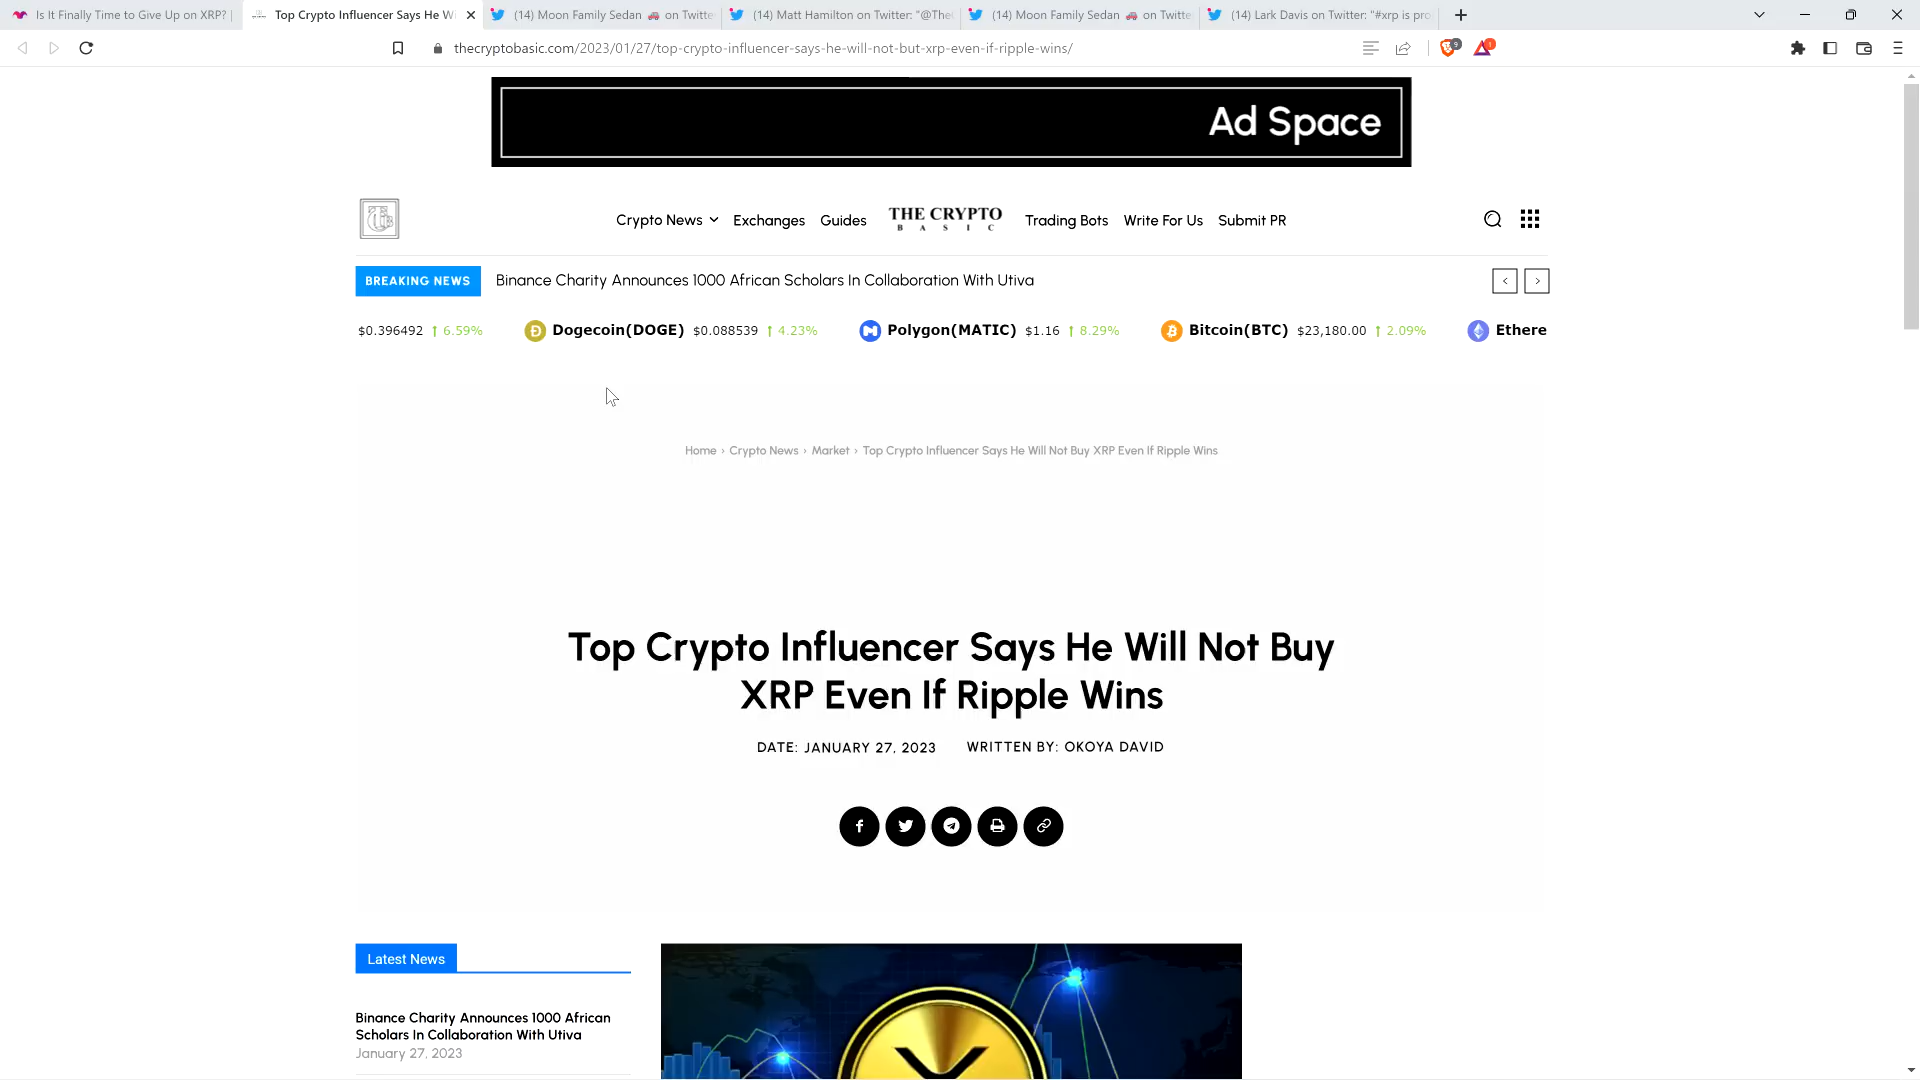 Is It Finally Time to Give Up on XRP? |
Top Crypto Influencer Says He W
(14) Moon Family Sedan 🚗 on Twitte
(14) Matt Hamilton on Twitter: "@The
(14) Moon Family Sedan 🚗 on Twitte
(14) Lark Davis on Twitter: "#xrp is pro
thecryptobasic.com/2023/01/27/top-crypto-influencer-says-he-will-not-but-xrp-even-if-ripple-wins/
9
1
Ad Space
Crypto News
Exchanges
Guides
THE CRYPTO
BASIC
Trading Bots
Write For Us
Submit PR
BREAKING NEWS
Binance Charity Announces 1000 African Scholars In Collaboration With Utiva
$0.396492 ↑ 6.59%
Dogecoin(DOGE) $0.088539 ↑ 4.23%
Polygon(MATIC) $1.16 ↑ 8.29%
Bitcoin(BTC) $23,180.00 ↑ 2.09%
Ethere
Home › Crypto News › Market › Top Crypto Influencer Says He Will Not Buy XRP Even If Ripple Wins
Top Crypto Influencer Says He Will Not Buy
XRP Even If Ripple Wins
DATE: JANUARY 27, 2023
WRITTEN BY: OKOYA DAVID
Latest News
Binance Charity Announces 1000 African
Scholars In Collaboration With Utiva
January 27, 2023